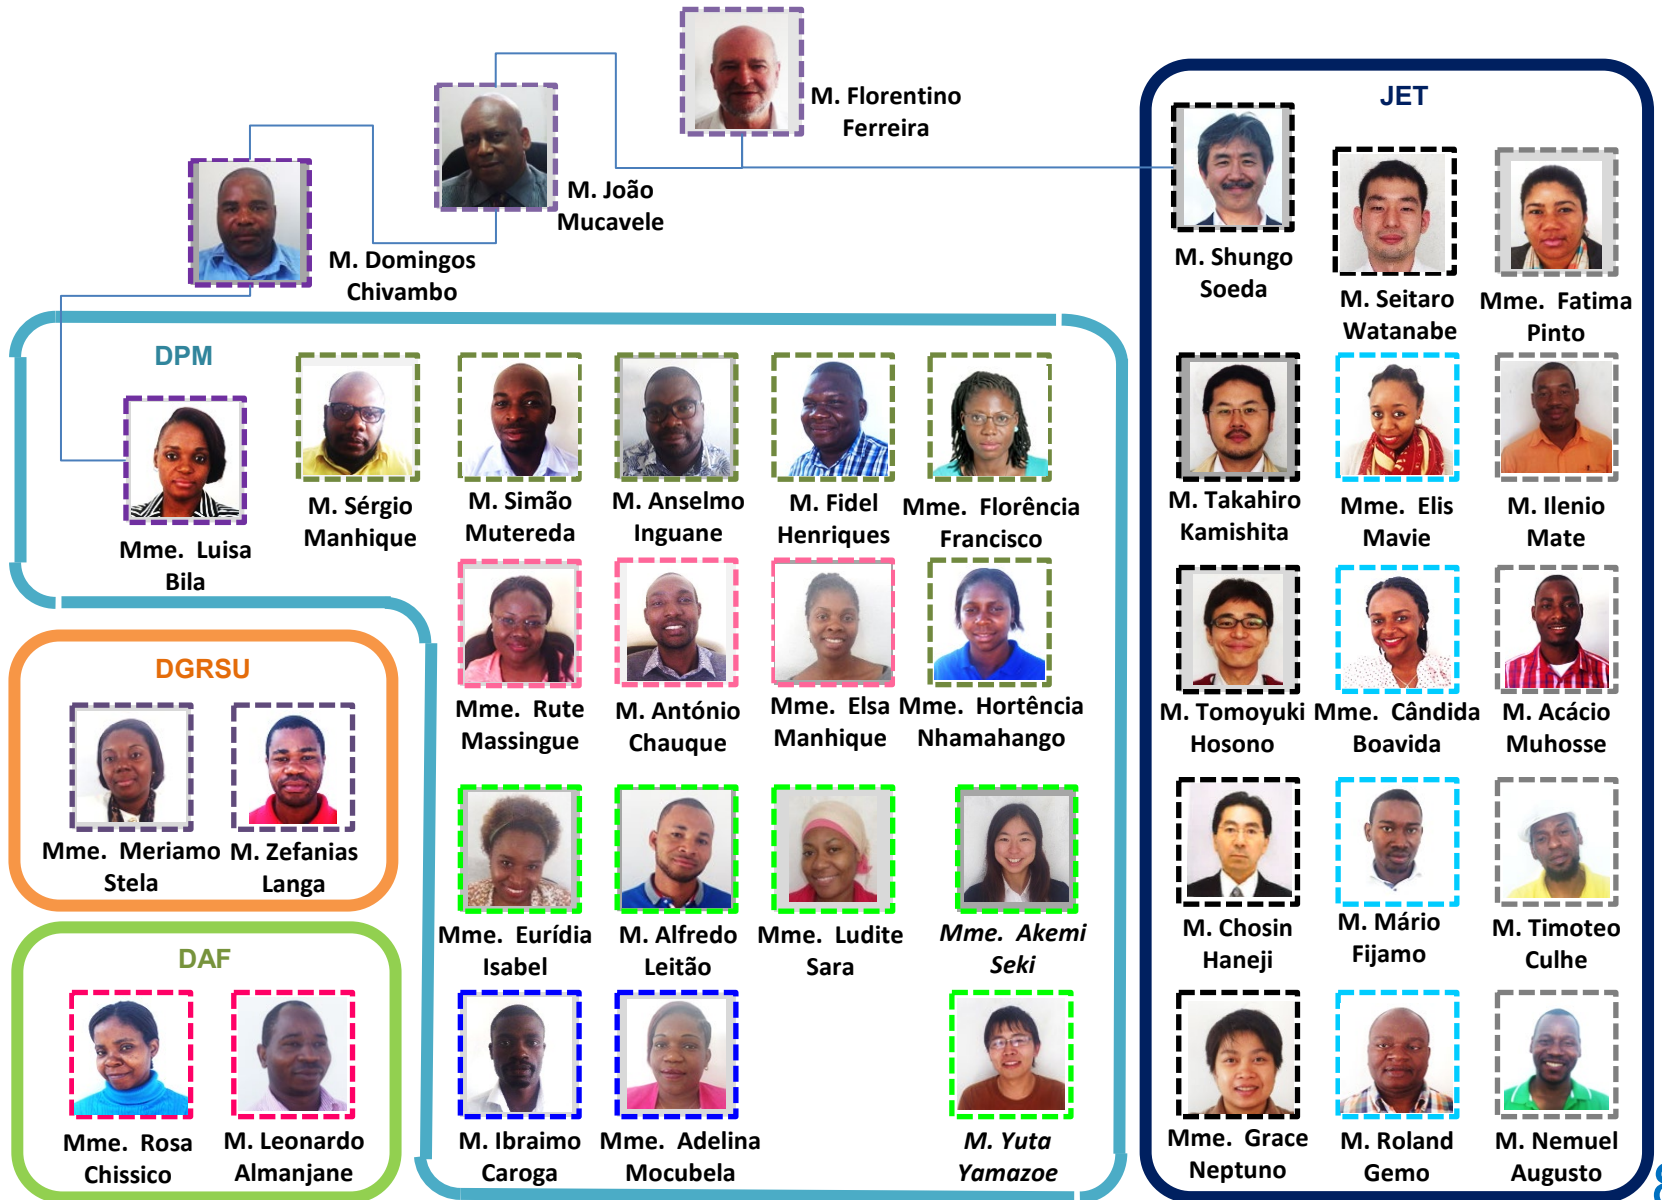 M. Florentino
Ferreira
M. João
Mucavele
M. Domingos
Chivambo
DPM
Mme. Luisa
Bila
M. Sérgio
Manhique
M. Simão
Mutereda
M. Anselmo
Inguane
M. Fidel
Henriques
Mme. Florência
Francisco
Mme. Rute
Massingue
M. António
Chauque
Mme. Elsa
Manhique
Mme. Hortência
Nhamahango
Mme. Eurídia
Isabel
M. Alfredo
Leitão
Mme. Ludite
Sara
Mme. Akemi
Seki
M. Ibraimo
Caroga
Mme. Adelina
Mocubela
M. Yuta
Yamazoe
DGRSU
Mme. Meriamo
Stela
M. Zefanias
Langa
DAF
Mme. Rosa
Chissico
M. Leonardo
Almanjane
JET
M. Shungo
Soeda
M. Seitaro
Watanabe
Mme. Fatima
Pinto
M. Takahiro
Kamishita
Mme. Elis
Mavie
M. Ilenio
Mate
M. Tomoyuki
Hosono
Mme. Cândida
Boavida
M. Acácio
Muhosse
M. Chosin
Haneji
M. Mário
Fijamo
M. Timoteo
Culhe
Mme. Grace
Neptuno
M. Roland
Gemo
M. Nemuel
Augusto